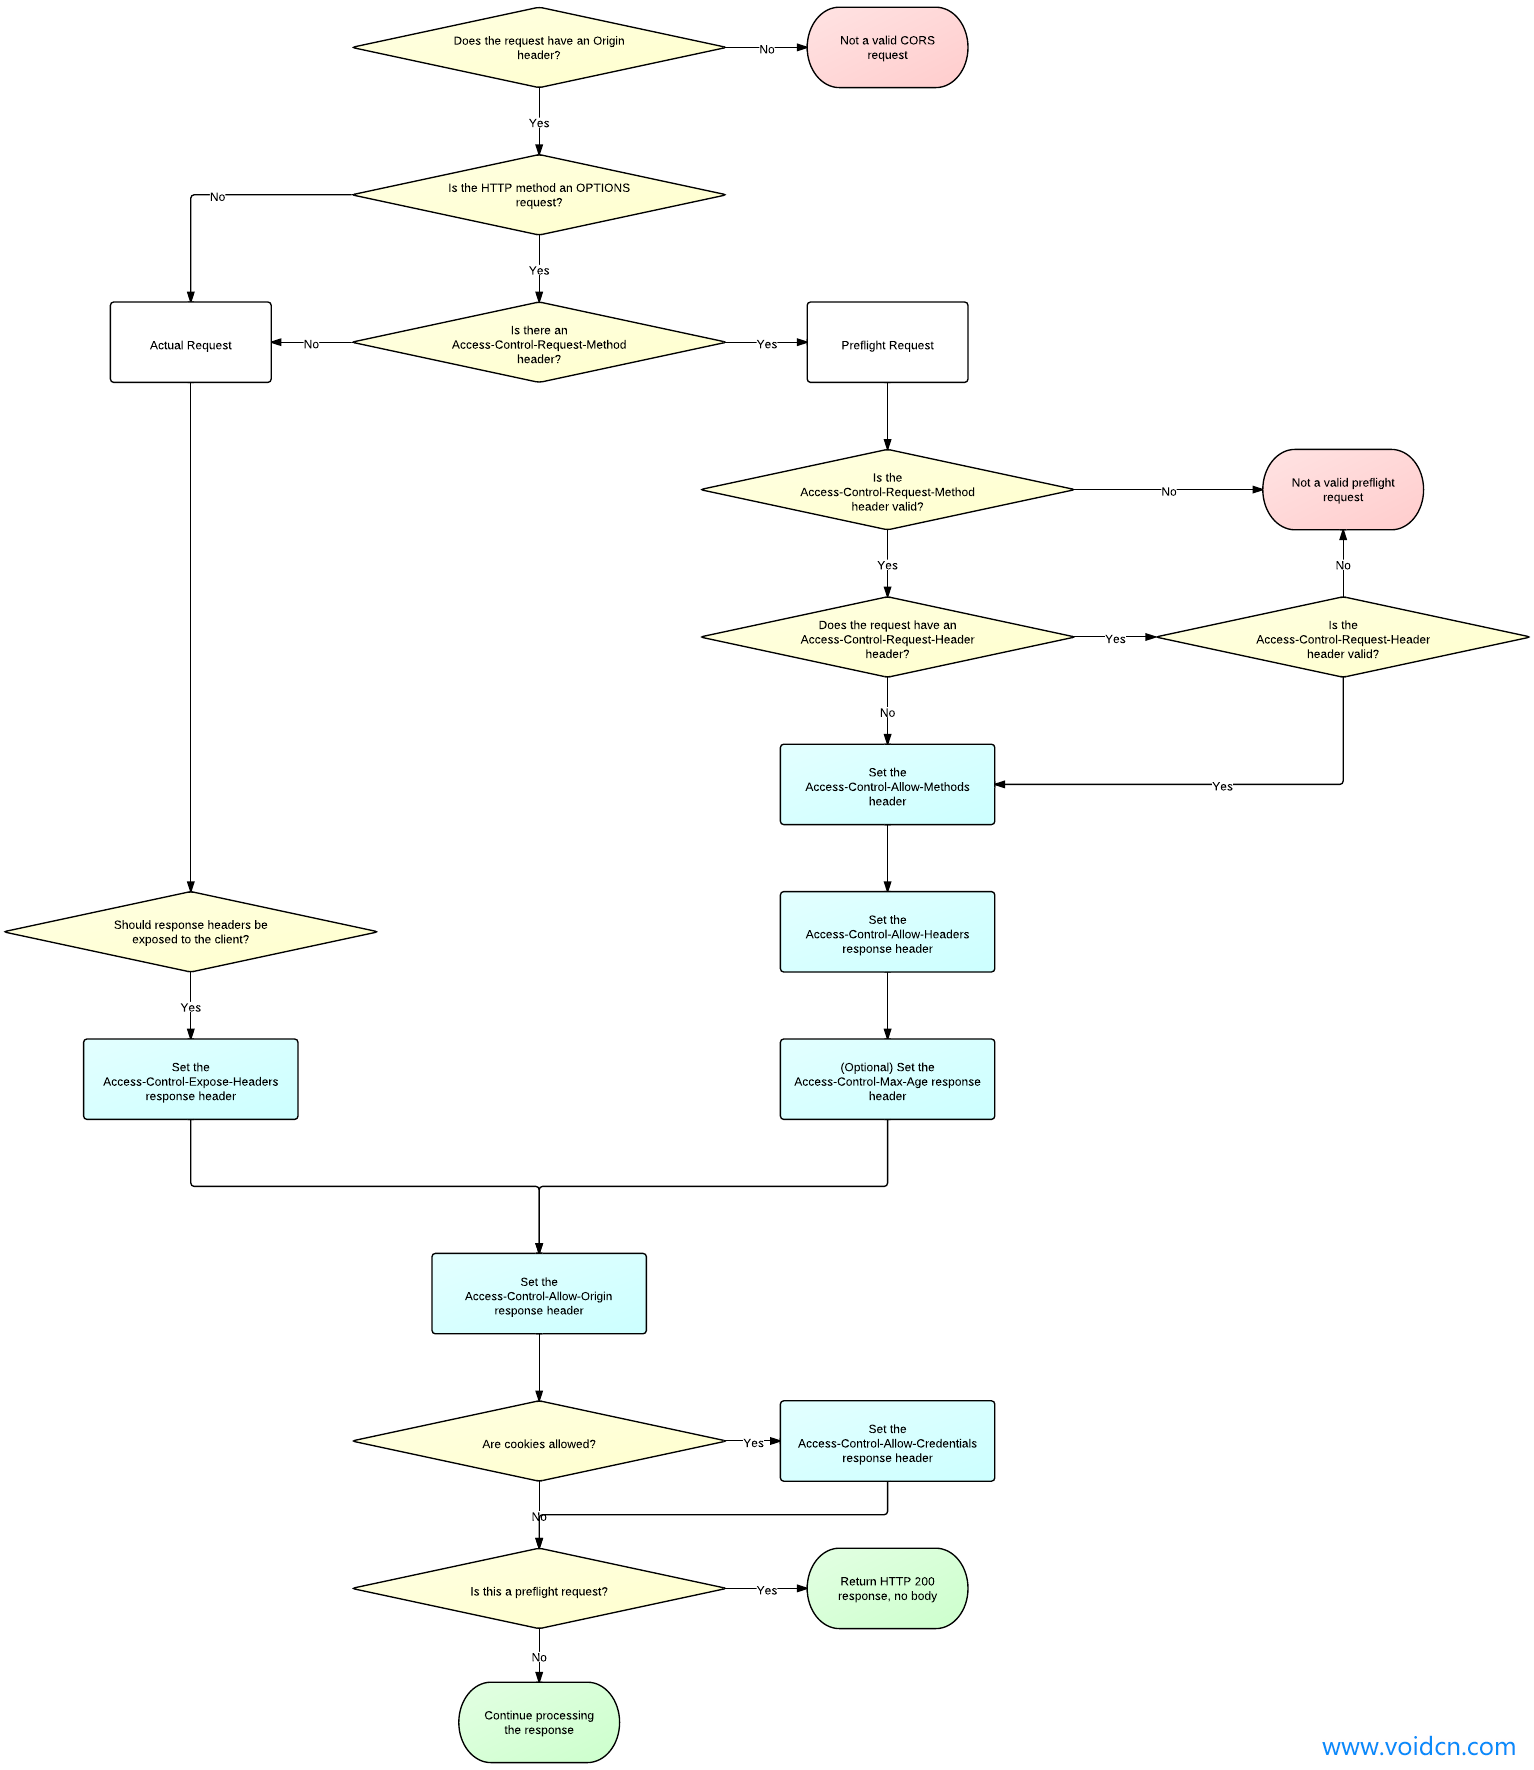 Does the request have an Origin
header?
No
Not a valid CORS
request
Yes
Is the HTTP method an OPTIONS
request?
No
Yes
Actual Request
No
Is there an
Access-Control-Request-Method
header?
Yes
Preflight Request
Is the
Access-Control-Request-Method
header valid?
No
Not a valid preflight
request
Yes
No
Does the request have an
Access-Control-Request-Header
header?
Yes
Is the
Access-Control-Request-Header
header valid?
No
Set the
Access-Control-Allow-Methods
header
Yes
Should response headers be
exposed to the client?
Set the
Access-Control-Allow-Headers
response header
Yes
Set the
Access-Control-Expose-Headers
response header
(Optional) Set the
Access-Control-Max-Age response
header
Set the
Access-Control-Allow-Origin
response header
Are cookies allowed?
Yes
Set the
Access-Control-Allow-Credentials
response header
No
Is this a preflight request?
Yes
Return HTTP 200
response, no body
No
Continue processing
the response
www.voidcn.com